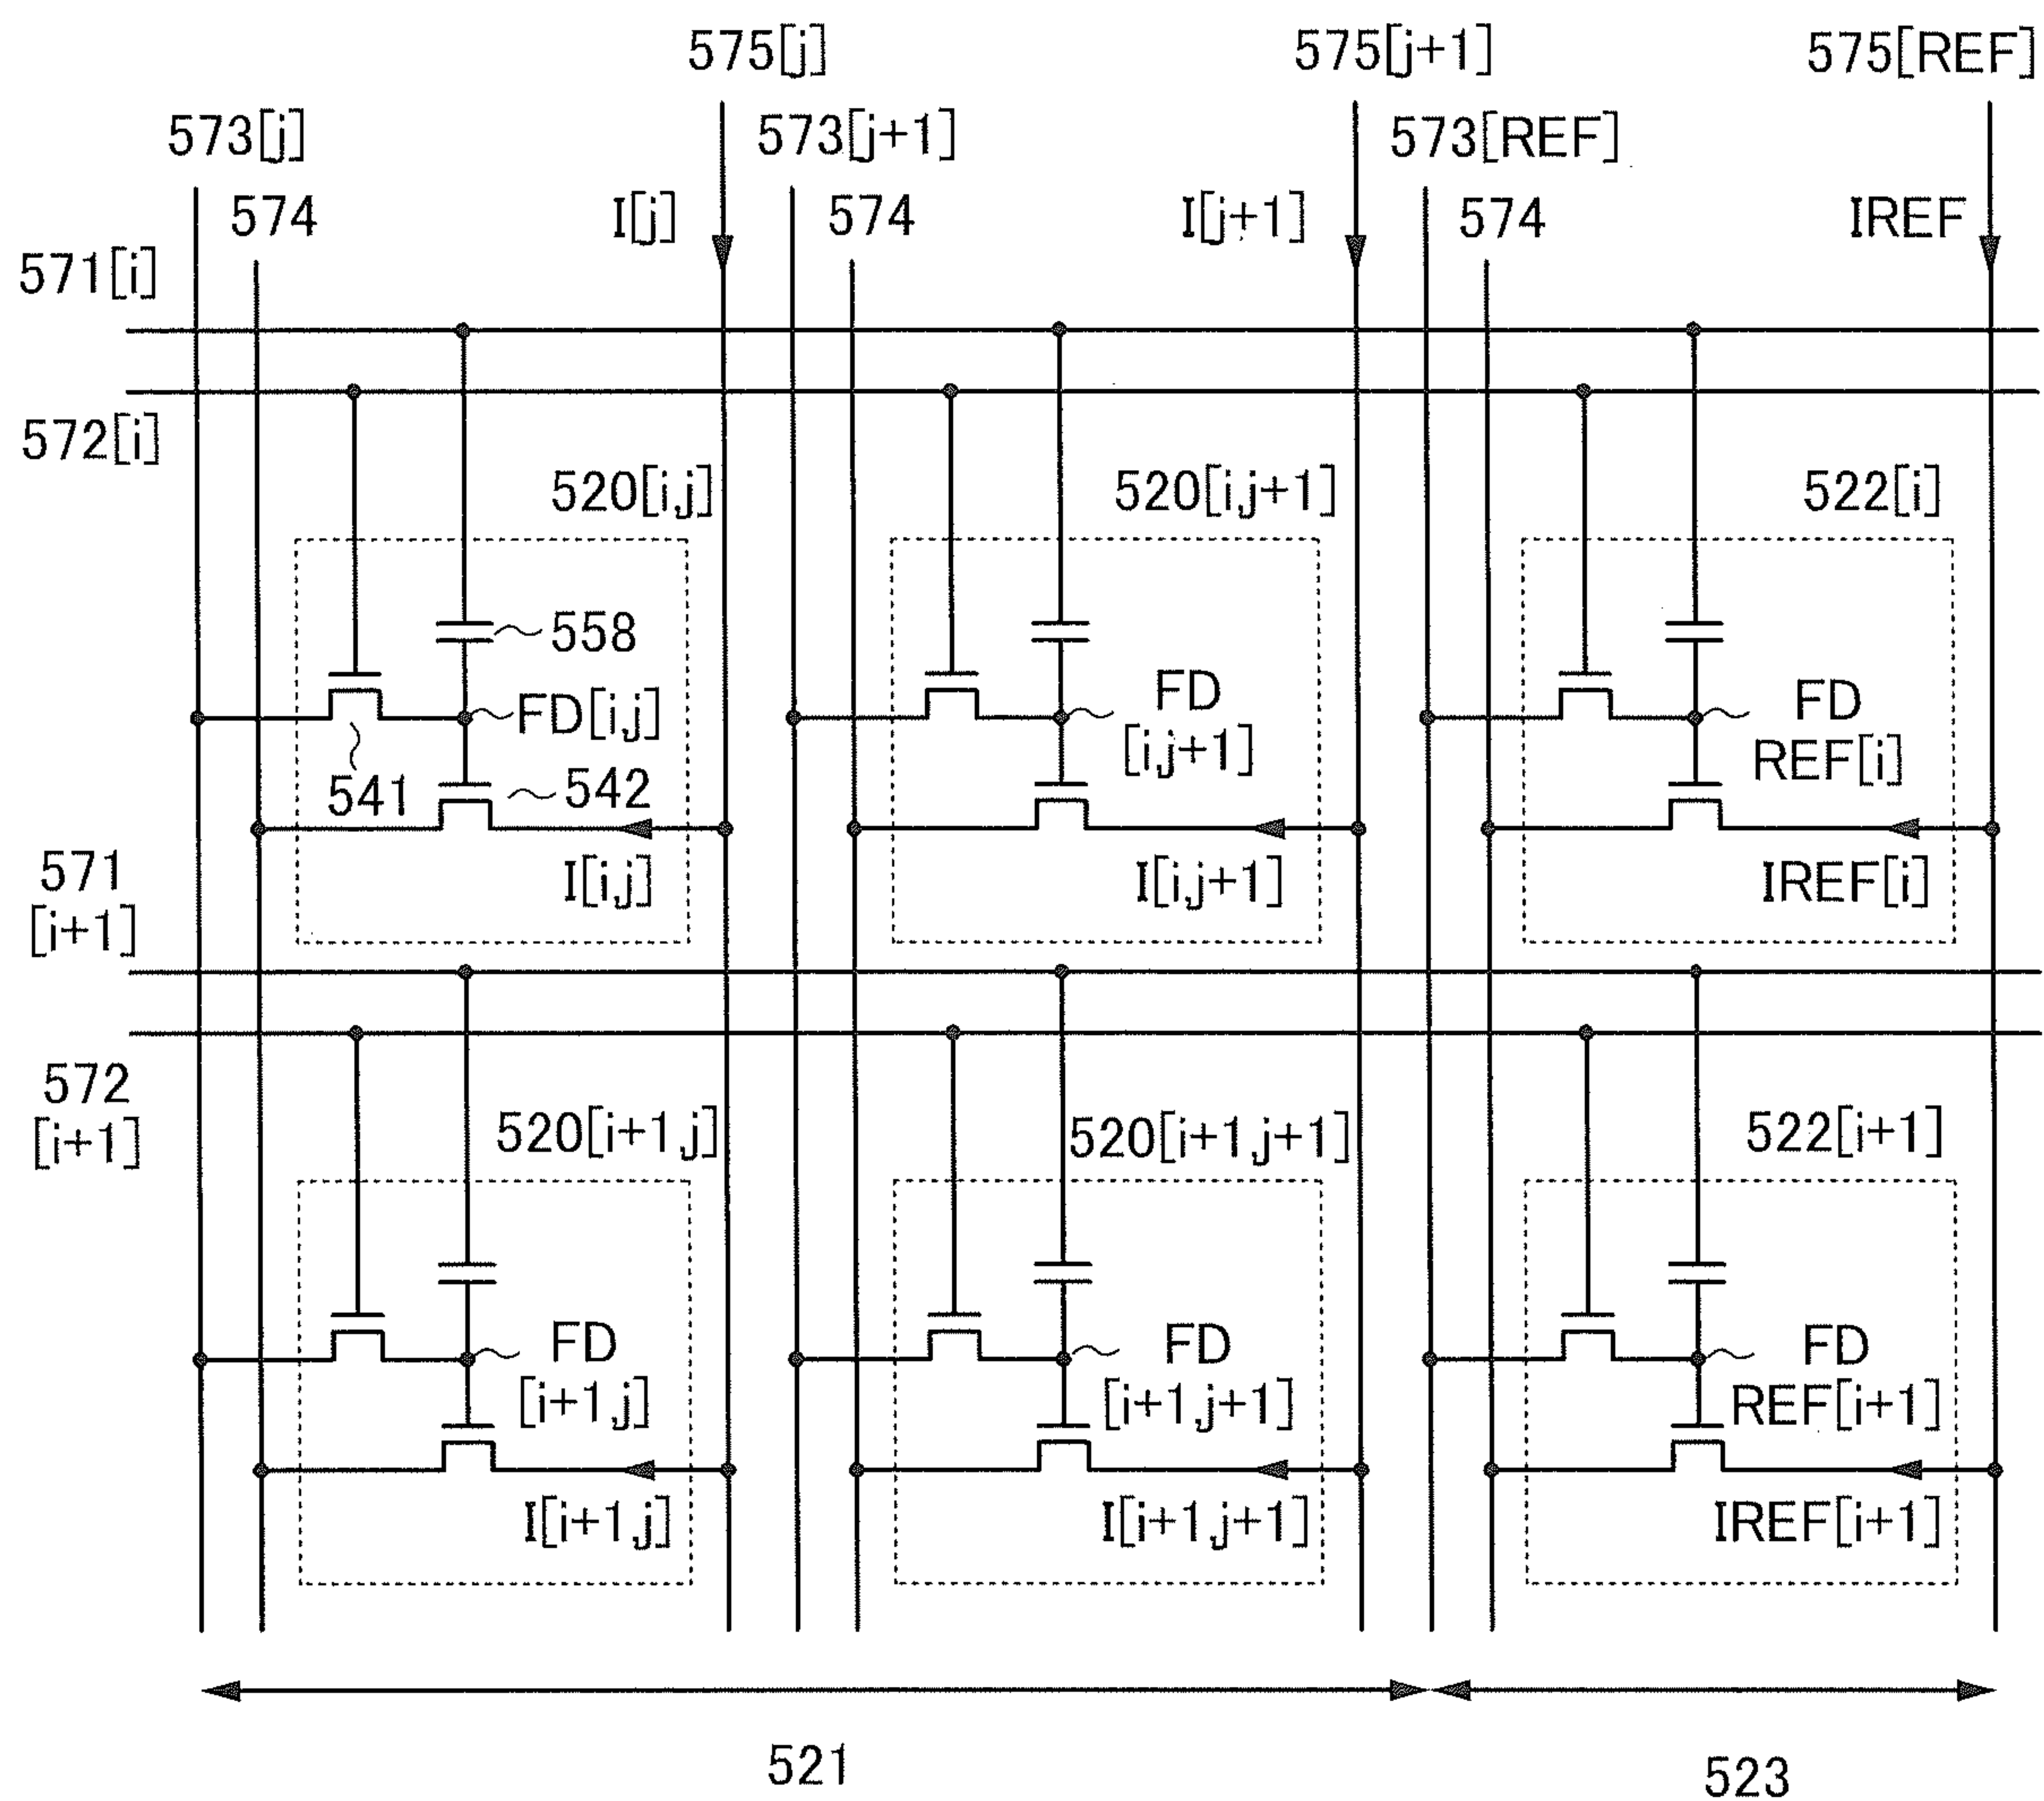 575[j]
575[j+1]
575[REF]
573[j]
573[j+1]
573[REF]
574
I[j]
574
I[j+1]
574
IREF
571[i]
572[i]
520[i,j]
520[i,j+1]
522[i]
558
FD[i,j]
FD
[i,j+1]
FD
REF[i]
541
542
I[i,j]
I[i,j+1]
IREF[i]
571
[i+1]
572
[i+1]
520[i+1,j]
520[i+1,j+1]
522[i+1]
FD
[i+1,j]
FD
[i+1,j+1]
FD
REF[i+1]
I[i+1,j]
I[i+1,j+1]
IREF[i+1]
521
523